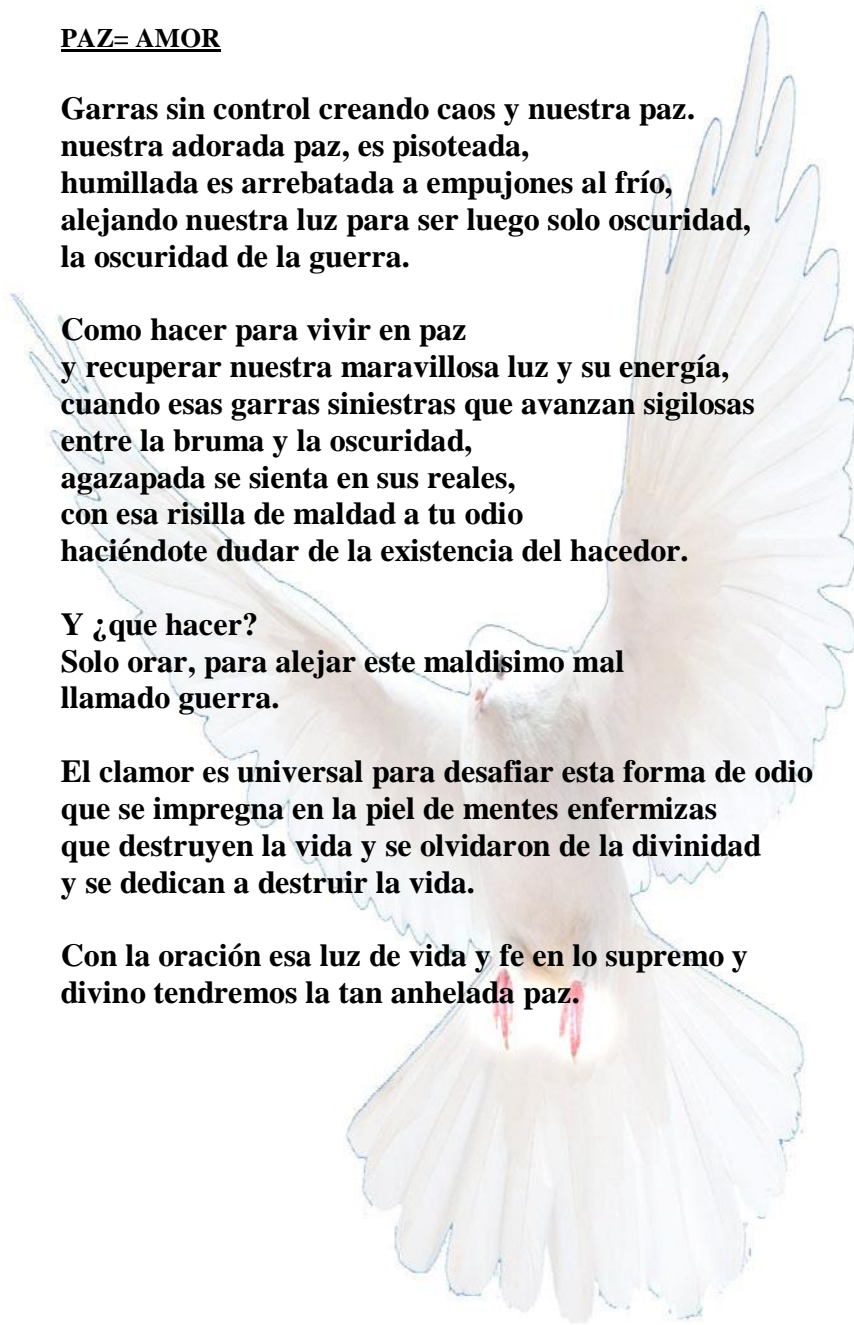 PAZ= AMOR
Garras sin control creando caos y nuestra paz.
nuestra adorada paz, es pisoteada,
humillada es arrebatada a empujones al frío,
alejando nuestra luz para ser luego solo oscuridad,
la oscuridad de la guerra.
Como hacer para vivir en paz
y recuperar nuestra maravillosa luz y su energía,
cuando esas garras siniestras que avanzan sigilosas
entre la bruma y la oscuridad,
agazapada se sienta en sus reales,
con esa risilla de maldad a tu odio
haciéndote dudar de la existencia del hacedor.
Y ¿que hacer?
Solo orar, para alejar este maldisimo mal
llamado guerra.
El clamor es universal para desafiar esta forma de odio
que se impregna en la piel de mentes enfermizas
que destruyen la vida y se olvidaron de la divinidad
y se dedican a destruir la vida.
Con la oración esa luz de vida y fe en lo supremo y
divino tendremos la tan anhelada paz.